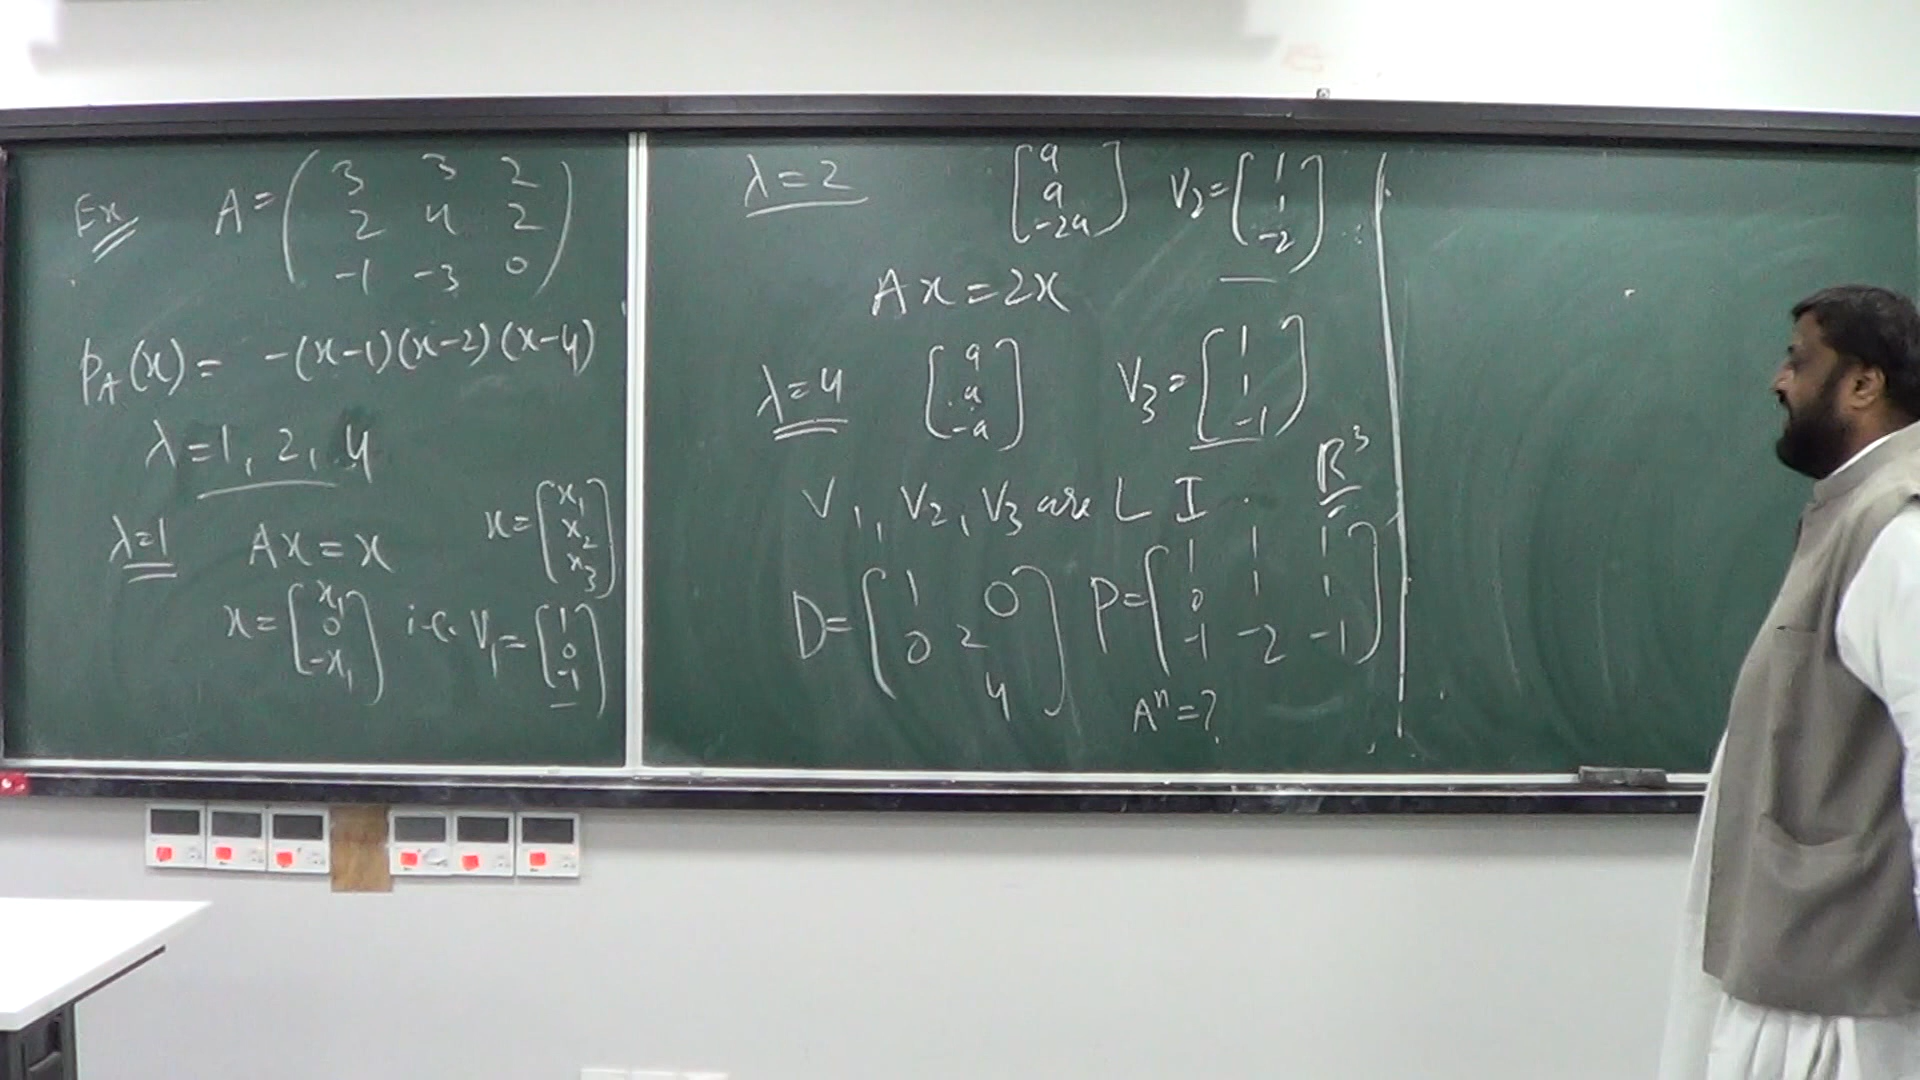 Ex A = ( 3 3 2
2 4 2
-1 -3 0 )
PA(x) = -(x-1)(x-2)(x-4)
λ=1, 2, 4
λ=1 Ax = x x = [ x1
x2
x3 ]
x = [ x1
0
-x1 ] i.e. V1 = [ 1
0
-1 ]
λ=2 [ a
a
-2a ] V2 = [ 1
1
-2 ]
Ax = 2x
λ=4 [ a
a
-a ] V3 = [ 1
1
-1 ]
V1, V2, V3 are L I . R³
D = [ 1 0
0 2
4 ] P = [ 1 1 1
0 1 1
-1 -2 -1 ]
Aⁿ = ?